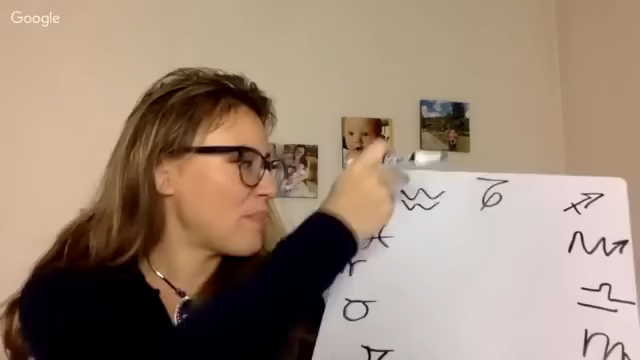 Google
♒ ♑ ♐
♓ ♏
♈
♉ ♎